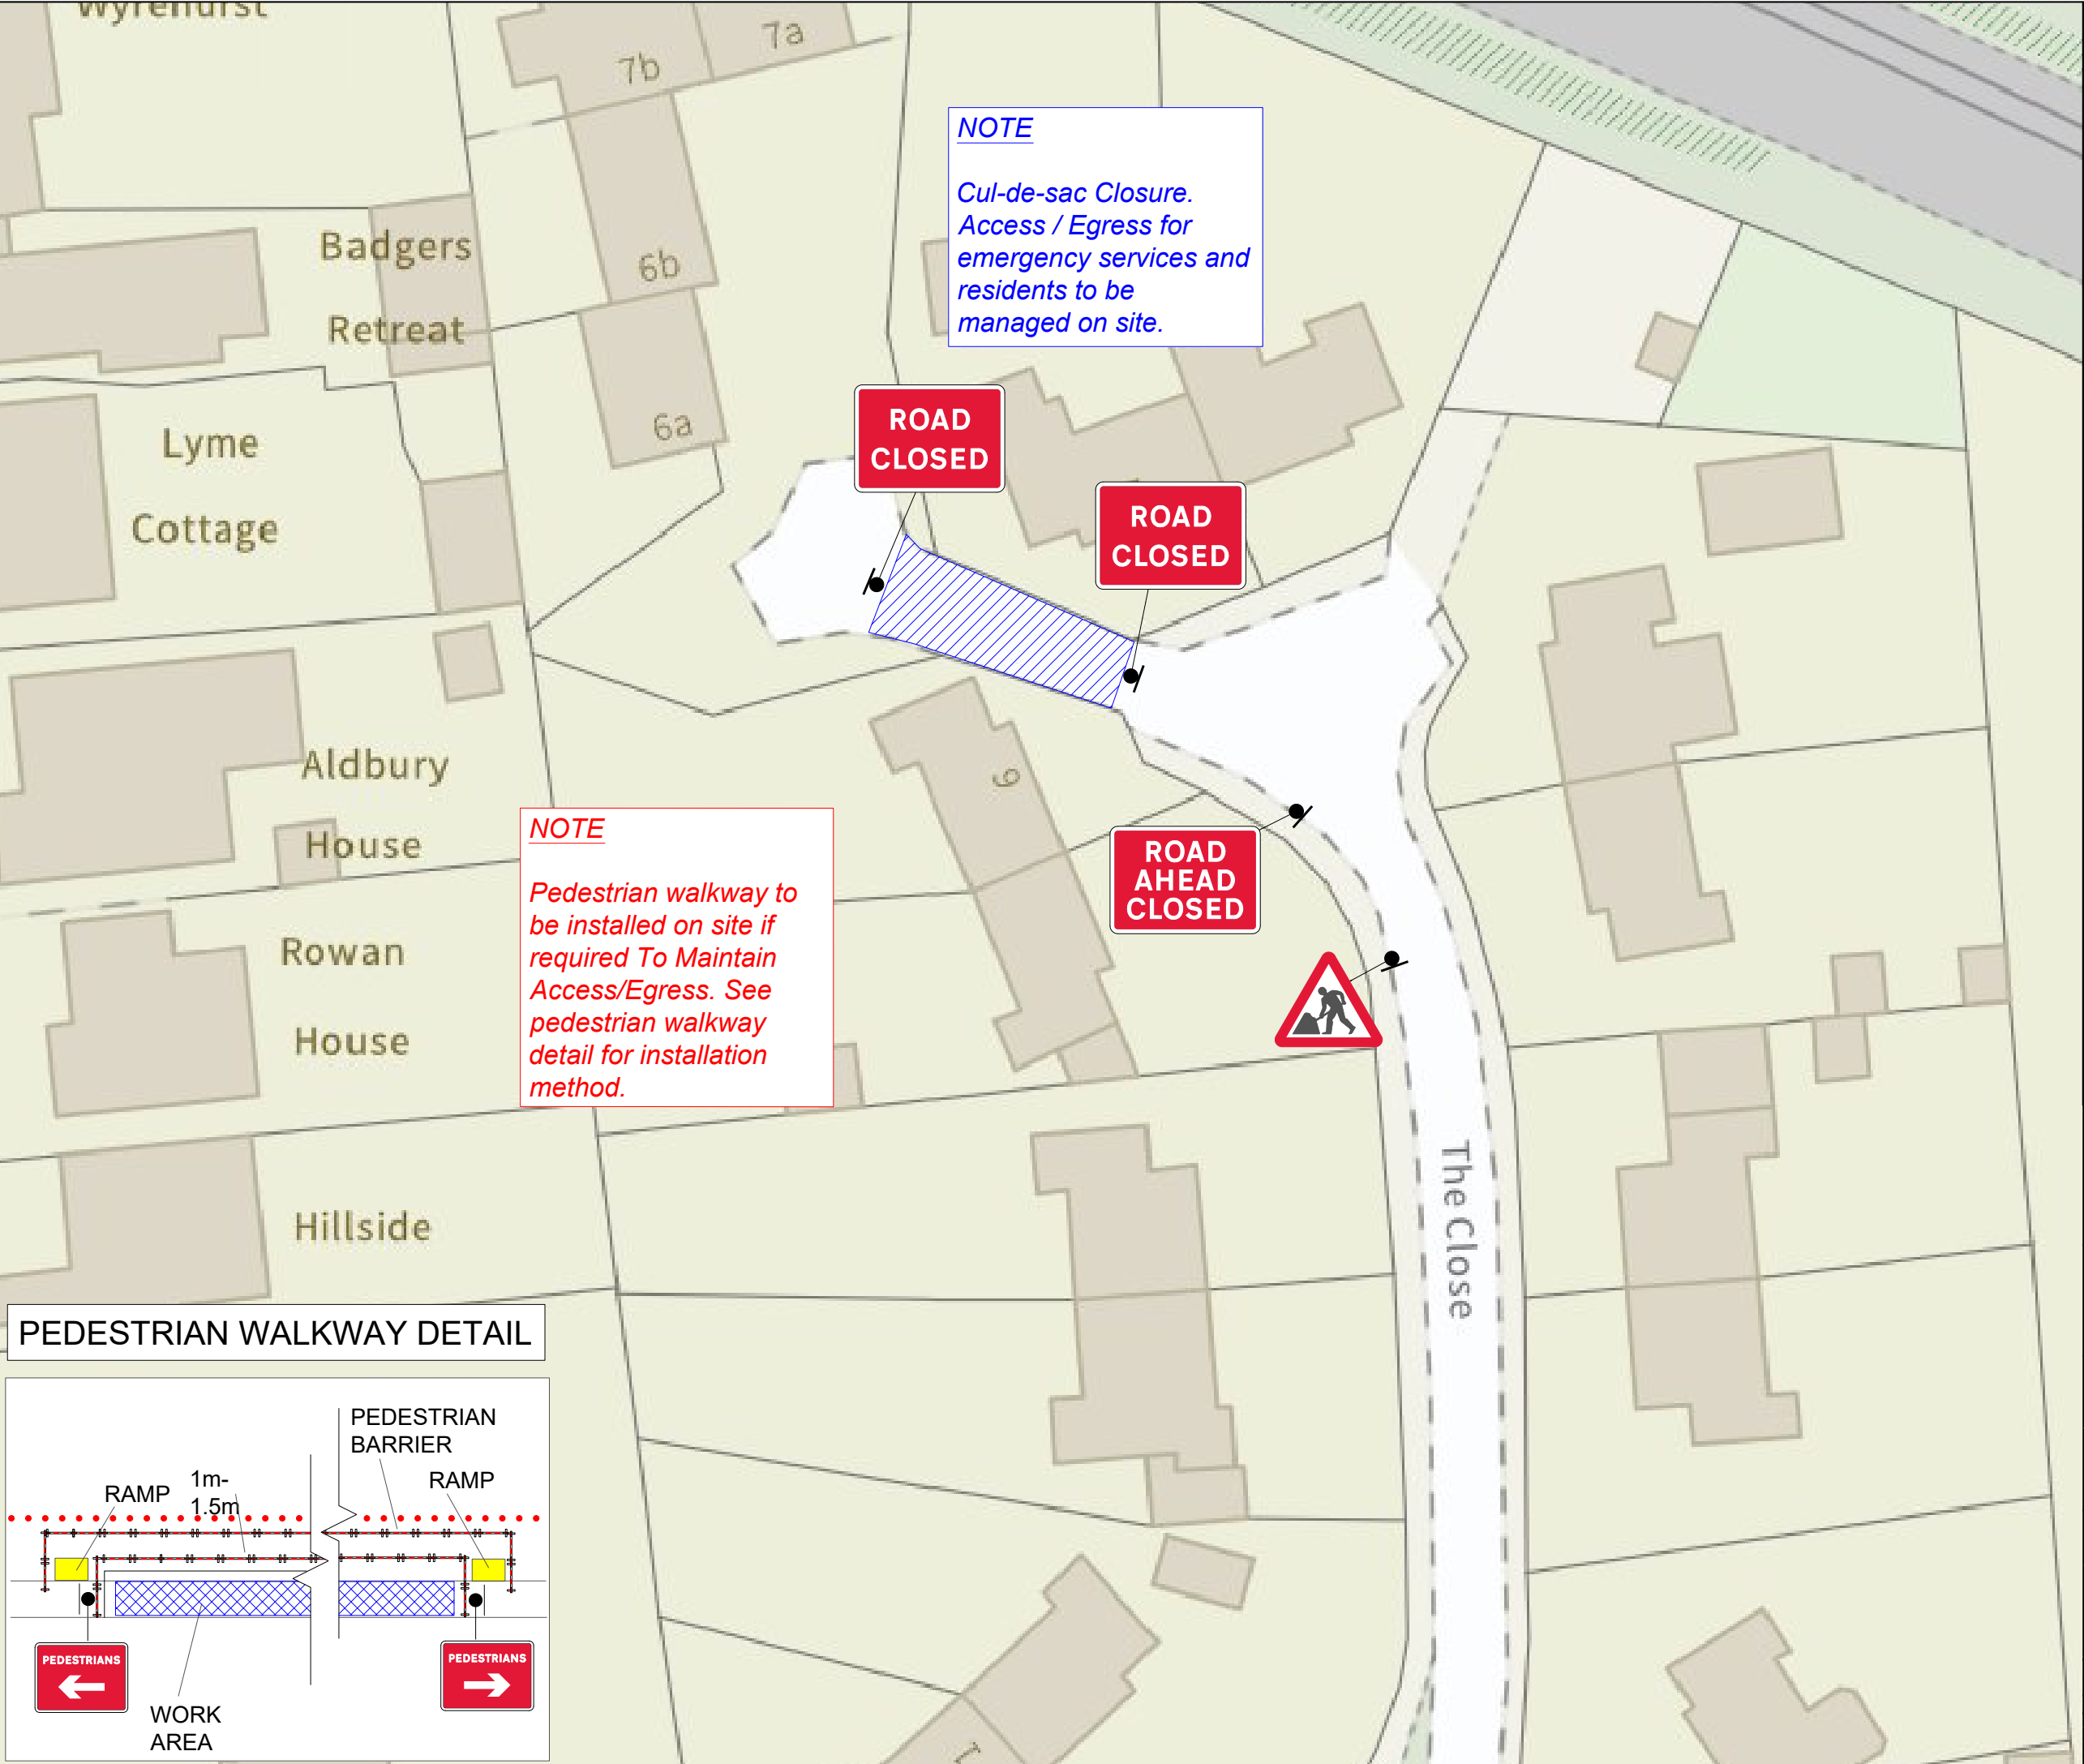 Wyrehurst
7a
7b
NOTE
Cul-de-sac Closure.
Access / Egress for
emergency services and
residents to be
managed on site.
Badgers
Retreat
6b
6a
ROAD
CLOSED
Lyme
Cottage
ROAD
CLOSED
Aldbury
House
6
NOTE
Pedestrian walkway to
be installed on site if
required To Maintain
Access/Egress. See
pedestrian walkway
detail for installation
method.
ROAD
AHEAD
CLOSED
Rowan
House
The Close
Hillside
PEDESTRIAN WALKWAY DETAIL
PEDESTRIAN
BARRIER
RAMP
1m-
1.5m
RAMP
PEDESTRIANS
PEDESTRIANS
WORK
AREA
1